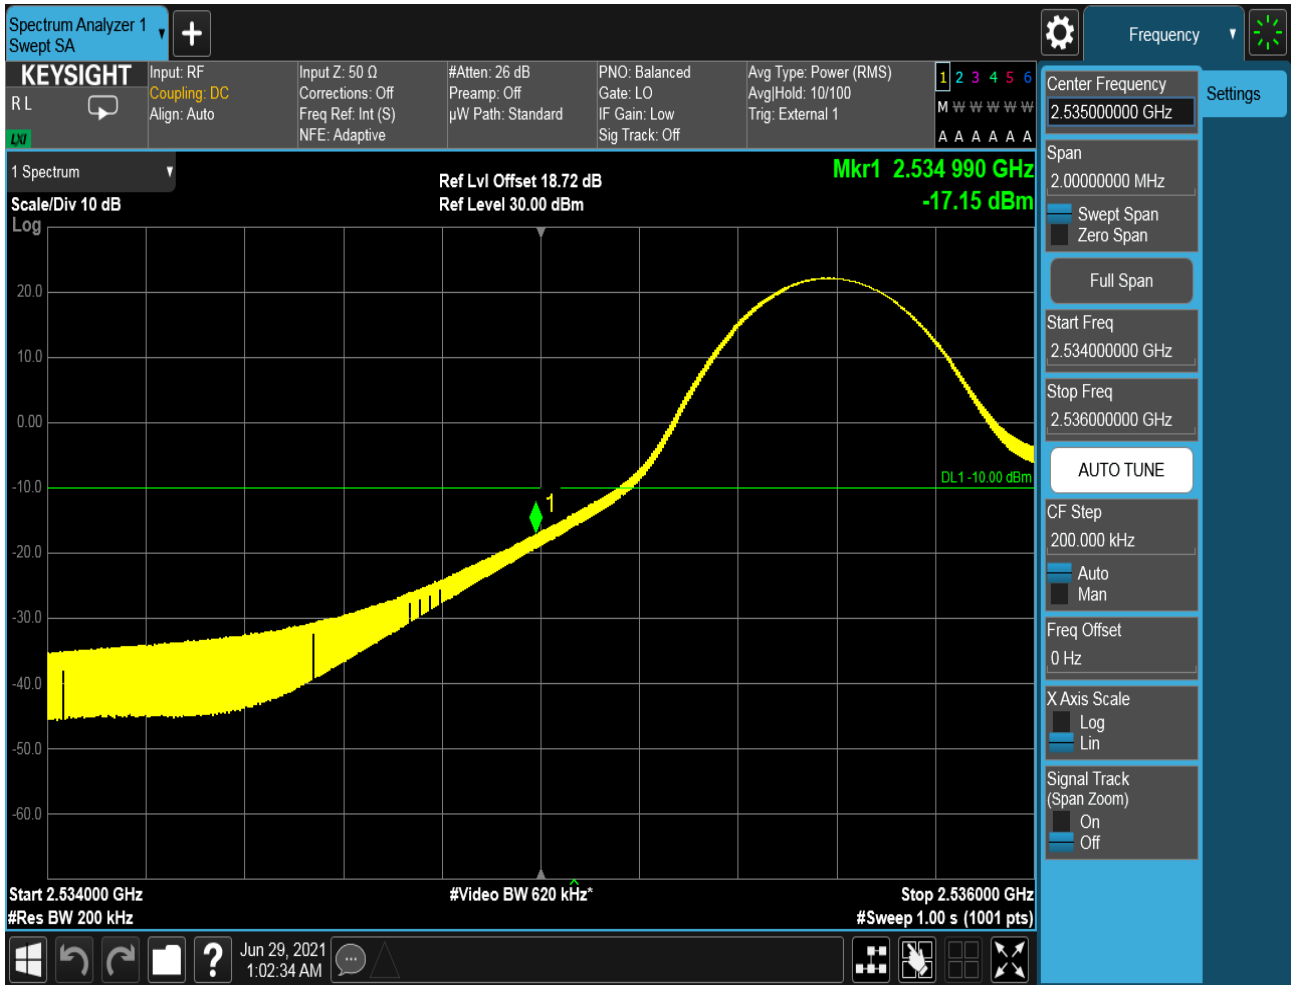 Spectrum Analyzer 1
Swept SA
Frequency
KEYSIGHT
R L
LXI
Input: RF
Coupling: DC
Align: Auto
Input Z: 50 Ω
Corrections: Off
Freq Ref: Int (S)
NFE: Adaptive
#Atten: 26 dB
Preamp: Off
µW Path: Standard
PNO: Balanced
Gate: LO
IF Gain: Low
Sig Track: Off
Avg Type: Power (RMS)
Avg|Hold: 10/100
Trig: External 1
1 2 3 4 5 6
M W W W W W
A A A A A A
1 Spectrum
Scale/Div 10 dB
Log
Ref Lvl Offset 18.72 dB
Ref Level 30.00 dBm
Mkr1 2.534 990 GHz
-17.15 dBm
20.0
10.0
0.00
-10.0
-20.0
-30.0
-40.0
-50.0
-60.0
DL1 -10.00 dBm
1
Start 2.534000 GHz
#Res BW 200 kHz
#Video BW 620 kHz*
Stop 2.536000 GHz
#Sweep 1.00 s (1001 pts)
Jun 29, 2021
1:02:34 AM
Center Frequency
2.535000000 GHz
Settings
Span
2.00000000 MHz
Swept Span
Zero Span
Full Span
Start Freq
2.534000000 GHz
Stop Freq
2.536000000 GHz
AUTO TUNE
CF Step
200.000 kHz
Auto
Man
Freq Offset
0 Hz
X Axis Scale
Log
Lin
Signal Track
(Span Zoom)
On
Off